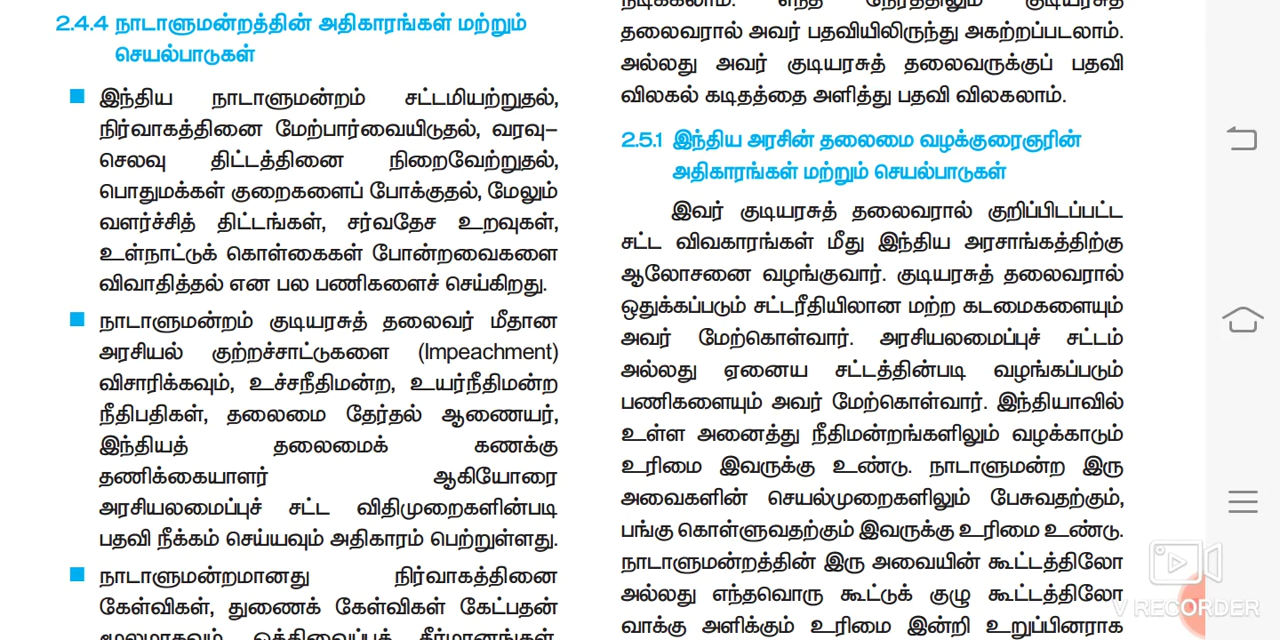 2.4.4 நாடாளுமன்றத்தின் அதிகாரங்கள் மற்றும்
செயல்பாடுகள்
■ இந்திய நாடாளுமன்றம் சட்டமியற்றுதல்,
நிர்வாகத்தினை மேற்பார்வையிடுதல், வரவு–
செலவு திட்டத்தினை நிறைவேற்றுதல்,
பொதுமக்கள் குறைகளைப் போக்குதல், மேலும்
வளர்ச்சித் திட்டங்கள், சர்வதேச உறவுகள்,
உள்நாட்டுக் கொள்கைகள் போன்றவைகளை
விவாதித்தல் என பல பணிகளைச் செய்கிறது.
■ நாடாளுமன்றம் குடியரசுத் தலைவர் மீதான
அரசியல் குற்றச்சாட்டுகளை (Impeachment)
விசாரிக்கவும், உச்சநீதிமன்ற, உயர்நீதிமன்ற
நீதிபதிகள், தலைமை தேர்தல் ஆணையர்,
இந்தியத் தலைமைக் கணக்கு
தணிக்கையாளர் ஆகியோரை
அரசியலமைப்புச் சட்ட விதிமுறைகளின்படி
பதவி நீக்கம் செய்யவும் அதிகாரம் பெற்றுள்ளது.
■ நாடாளுமன்றமானது நிர்வாகத்தினை
கேள்விகள், துணைக் கேள்விகள் கேட்பதன்
மூலமாகவும், ஒத்திவைப்புத் தீர்மானங்கள்,
நடிக்கலாம். எந்த நேரத்திலும் குடியரசுத்
தலைவரால் அவர் பதவியிலிருந்து அகற்றப்படலாம்.
அல்லது அவர் குடியரசுத் தலைவருக்குப் பதவி
விலகல் கடிதத்தை அளித்து பதவி விலகலாம்.
2.5.1 இந்திய அரசின் தலைமை வழக்குரைஞரின்
அதிகாரங்கள் மற்றும் செயல்பாடுகள்
இவர் குடியரசுத் தலைவரால் குறிப்பிடப்பட்ட
சட்ட விவகாரங்கள் மீது இந்திய அரசாங்கத்திற்கு
ஆலோசனை வழங்குவார். குடியரசுத் தலைவரால்
ஒதுக்கப்படும் சட்டரீதியிலான மற்ற கடமைகளையும்
அவர் மேற்கொள்வார். அரசியலமைப்புச் சட்டம்
அல்லது ஏனைய சட்டத்தின்படி வழங்கப்படும்
பணிகளையும் அவர் மேற்கொள்வார். இந்தியாவில்
உள்ள அனைத்து நீதிமன்றங்களிலும் வழக்காடும்
உரிமை இவருக்கு உண்டு. நாடாளுமன்ற இரு
அவைகளின் செயல்முறைகளிலும் பேசுவதற்கும்,
பங்கு கொள்ளுவதற்கும் இவருக்கு உரிமை உண்டு.
நாடாளுமன்றத்தின் இரு அவையின் கூட்டத்திலோ
அல்லது எந்தவொரு கூட்டுக் குழு கூட்டத்திலோ
வாக்கு அளிக்கும் உரிமை இன்றி உறுப்பினராக
V RECORDER